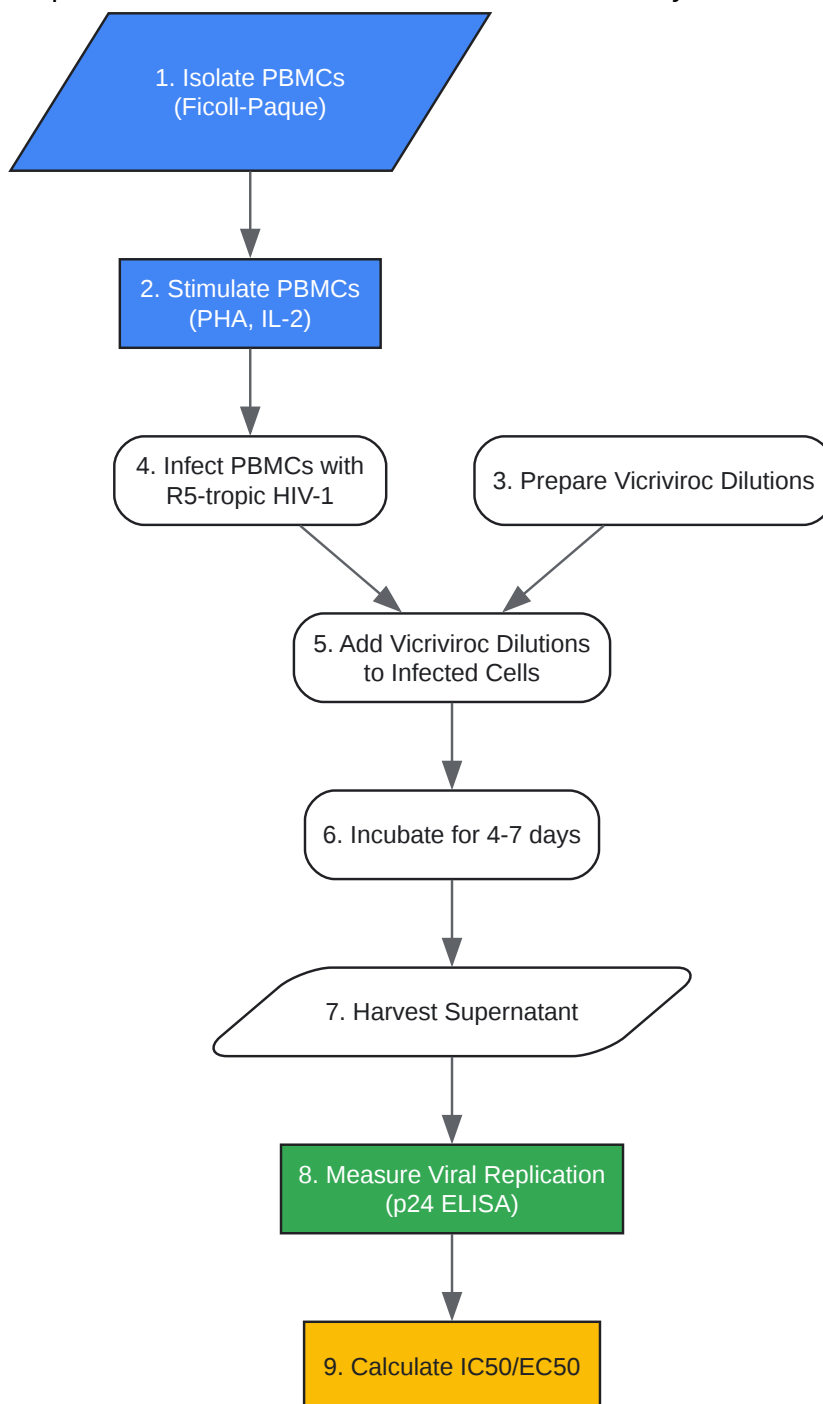 1. Isolate PBMCs
(Ficoll-Paque)
2. Stimulate PBMCs
(PHA, IL-2)
4. Infect PBMCs with
R5-tropic HIV-1
3. Prepare Vicriviroc Dilutions
5. Add Vicriviroc Dilutions
to Infected Cells
6. Incubate for 4-7 days
7. Harvest Supernatant
8. Measure Viral Replication
(p24 ELISA)
9. Calculate IC50/EC50